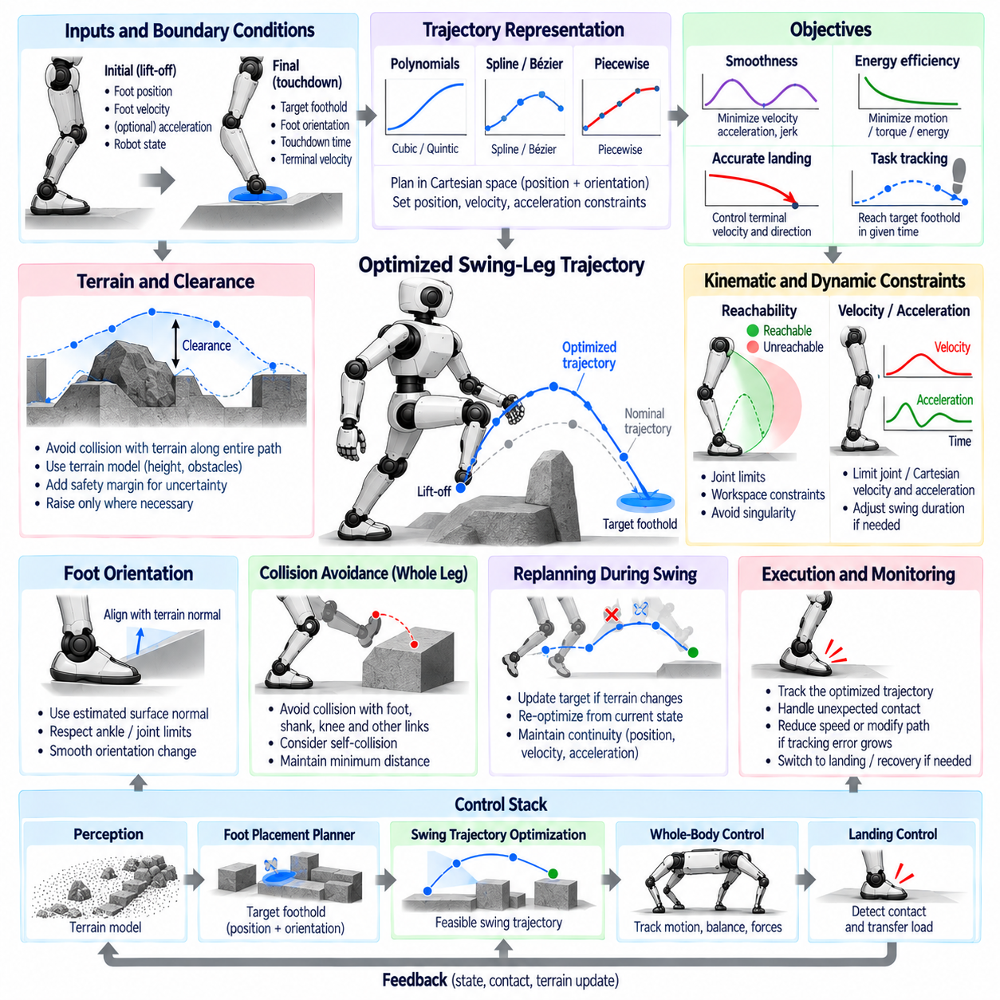 Inputs and Boundary Conditions
Initial (lift-off)
• Foot position
• Foot velocity
• (optional) acceleration
• Robot state
Final
(touchdown)
• Target foothold
• Foot orientation
• Touchdown time
• Terminal velocity
Trajectory Representation
Polynomials
Cubic / Quintic
Spline / Bézier
Spline / Bézier
Piecewise
Piecewise
Plan in Cartesian space (position + orientation)
Set position, velocity, acceleration constraints
Objectives
Smoothness
Minimize velocity
acceleration, jerk
Energy efficiency
Minimize motion
/ torque / energy
Accurate landing
Control terminal
velocity and direction
Task tracking
Reach target foothold
in given time
Terrain and Clearance
Clearance
• Avoid collision with terrain along entire path
• Use terrain model (height, obstacles)
• Add safety margin for uncertainty
• Raise only where necessary
Optimized Swing-Leg Trajectory
Optimized
trajectory
Nominal
trajectory
Lift-off
Target foothold
Kinematic and Dynamic Constraints
Reachability
Reachable
Unreachable
• Joint limits
• Workspace constraints
• Avoid singularity
Velocity / Acceleration
Velocity
Acceleration
Time
• Limit joint / Cartesian
velocity and acceleration
• Adjust swing duration
if needed
Foot Orientation
Align with terrain normal
• Use estimated surface normal
• Respect ankle / joint limits
• Smooth orientation change
Collision Avoidance (Whole Leg)
• Avoid collision with foot,
shank, knee and other links
• Consider self-collision
• Maintain minimum distance
Replanning During Swing
• Update target if terrain changes
• Re-optimize from current state
• Maintain continuity (position,
velocity, acceleration)
Execution and Monitoring
• Track the optimized trajectory
• Handle unexpected contact
• Reduce speed or modify path
if tracking error grows
• Switch to landing / recovery if needed
Control Stack
Perception
Terrain model
Foot Placement Planner
Target foothold
(position + orientation)
Swing Trajectory Optimization
Feasible swing trajectory
Whole-Body Control
Track motion, balance, forces
Landing Control
Detect contact
and transfer load
Feedback (state, contact, terrain update)